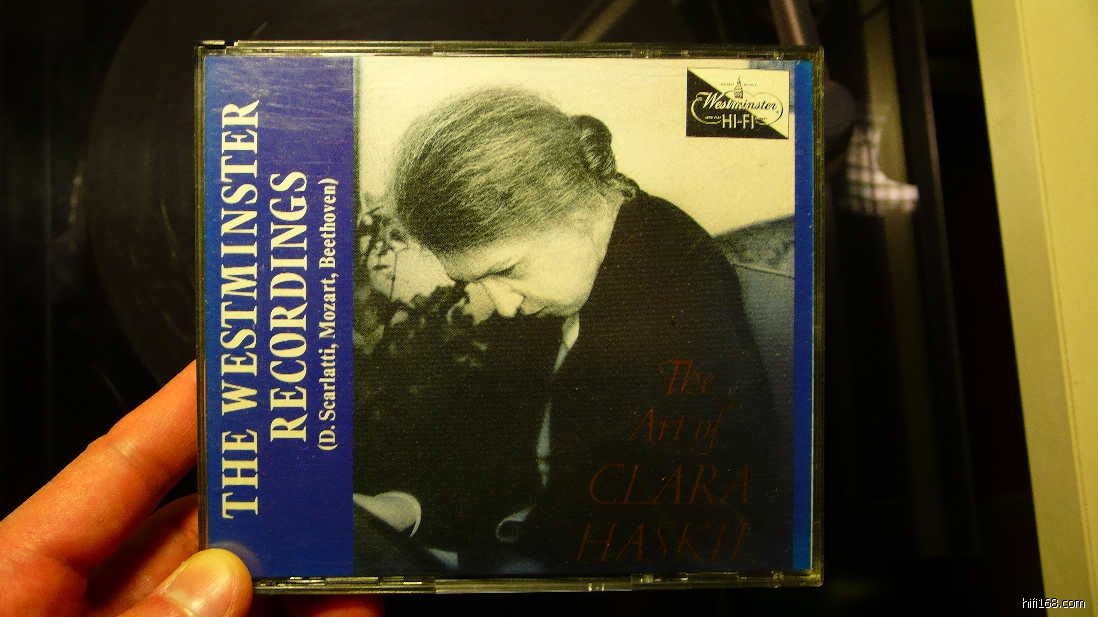 THE WESTMINSTER
RECORDINGS
(D. Scarlatti, Mozart, Beethoven)
Westminster
HI-FI
The
Art of
CLARA
HASKIL
hifi168.com